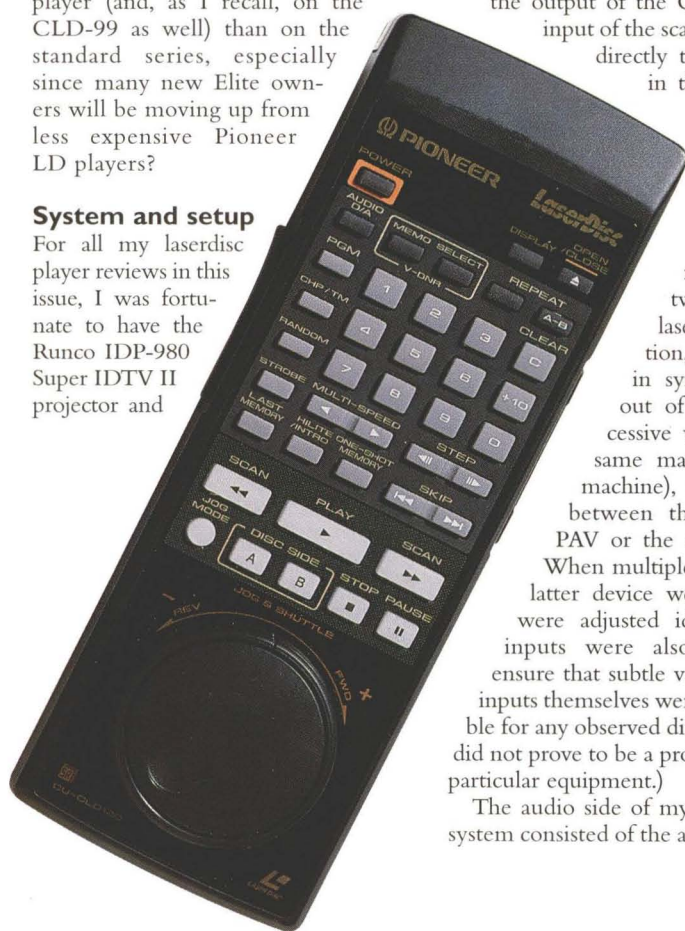 player (and, as I recall, on the
CLD-99 as well) than on the
standard series, especially
since many new Elite own-
ers will be moving up from
less expensive Pioneer
LD players?
System and setup
For all my laserdisc
player reviews in this
issue, I was fortu-
nate to have the
Runco IDP-980
Super IDTV II
projector and
PIONEER
LaserDisc
POWER
AUDIO
D/A
MEMO SELECT
V-DNR
DISPLAY
OPEN
/CLOSE
PGM
REPEAT
A-B
1
2
3
CLEAR
C
CHP/TM
4
5
6
+10
RANDOM
7
8
9
0
STROBE
MULTI-SPEED
STEP
LAST
MEMORY
HILITE
/INTRO
ONE-SHOT
MEMORY
SKIP
SCAN
PLAY
SCAN
JOG
MODE
DISC SIDE
A
B
STOP
PAUSE
JOG & SHUTTLE
– REV
FWD +
LASERDISC
the output of the C
input of the sca
directly t
in t
tw
lase
tion.
in sy
out of
cessive
same ma
machine),
between th
PAV or the
When multiple
latter device w
were adjusted i
inputs were also
ensure that subtle v
inputs themselves wer
ble for any observed di
did not prove to be a pro
particular equipment.)
The audio side of my
system consisted of the a